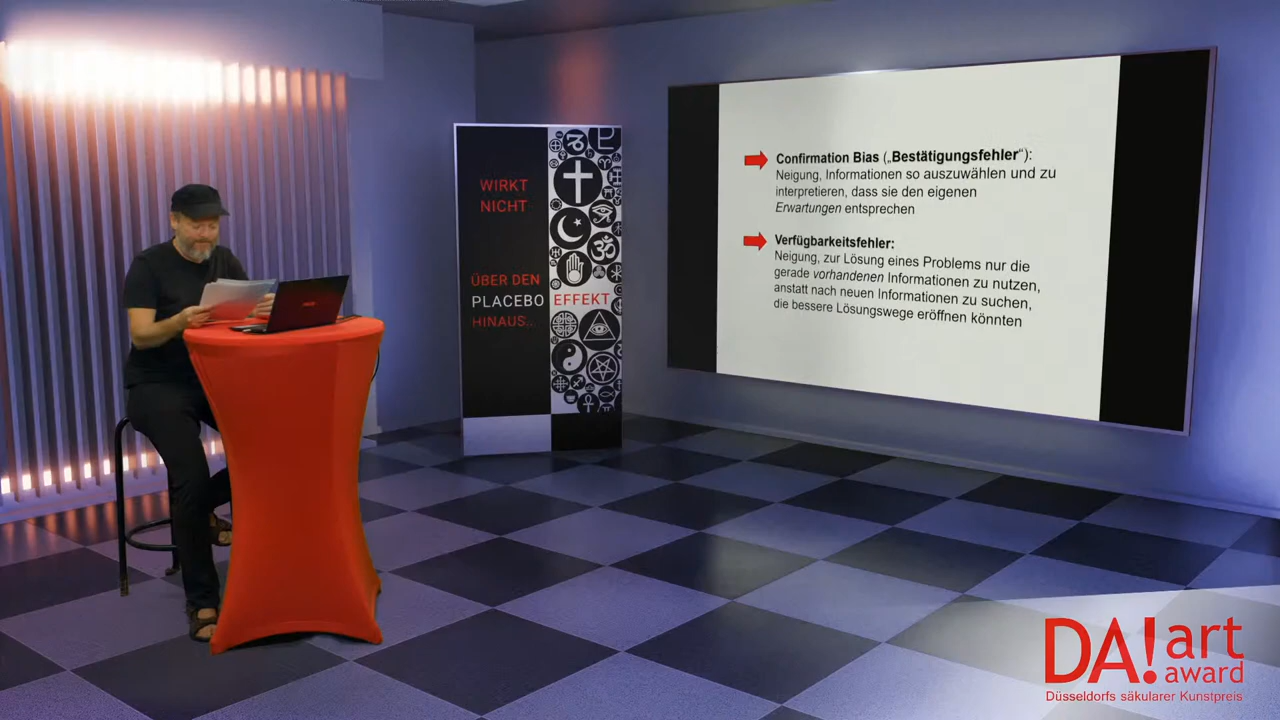 WIRKT
NICHT
ÜBER DEN
PLACEBO EFFEKT
HINAUS..
Confirmation Bias („Bestätigungsfehler“):
Neigung, Informationen so auszuwählen und zu
interpretieren, dass sie den eigenen
Erwartungen entsprechen
Verfügbarkeitsfehler:
Neigung, zur Lösung eines Problems nur die
gerade vorhandenen Informationen zu nutzen,
anstatt nach neuen Informationen zu suchen,
die bessere Lösungswege eröffnen könnten
DA! art
award
Düsseldorfs säkularer Kunstpreis